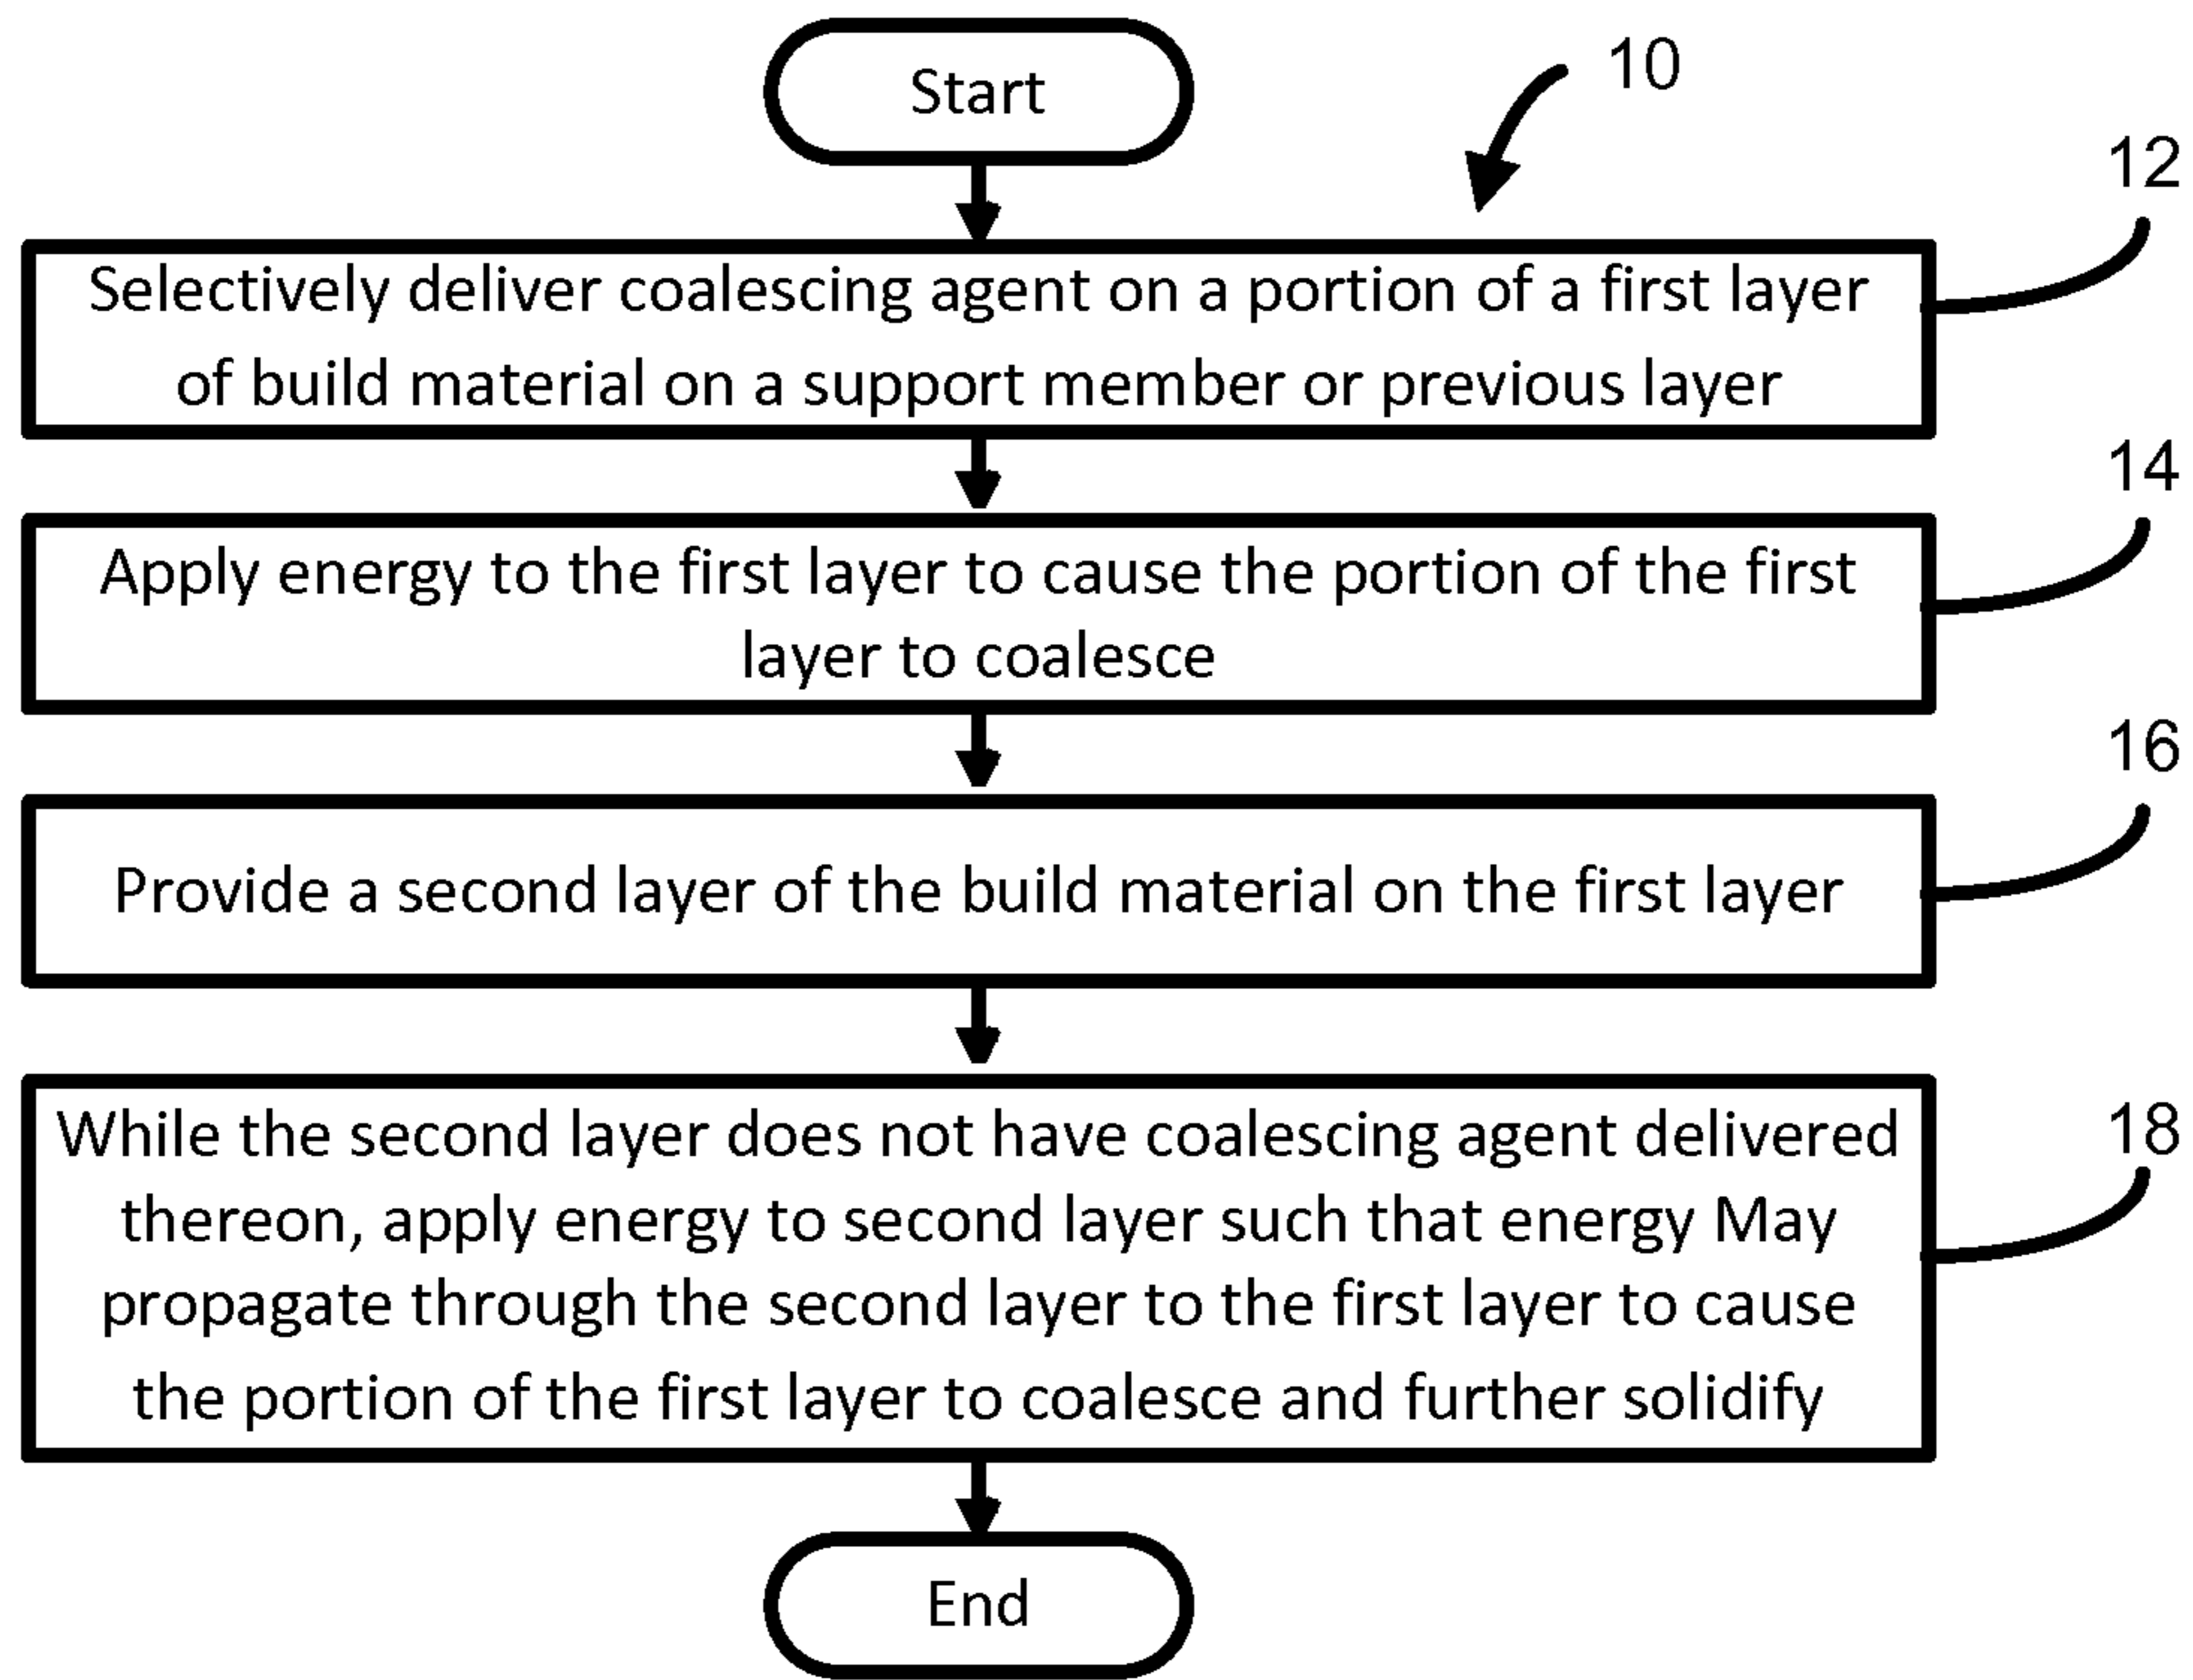 Start
10
12
Selectively deliver coalescing agent on a portion of a first layer
of build material on a support member or previous layer
14
Apply energy to the first layer to cause the portion of the first
layer to coalesce
16
Provide a second layer of the build material on the first layer
18
While the second layer does not have coalescing agent delivered
thereon, apply energy to second layer such that energy May
propagate through the second layer to the first layer to cause
the portion of the first layer to coalesce and further solidify
End